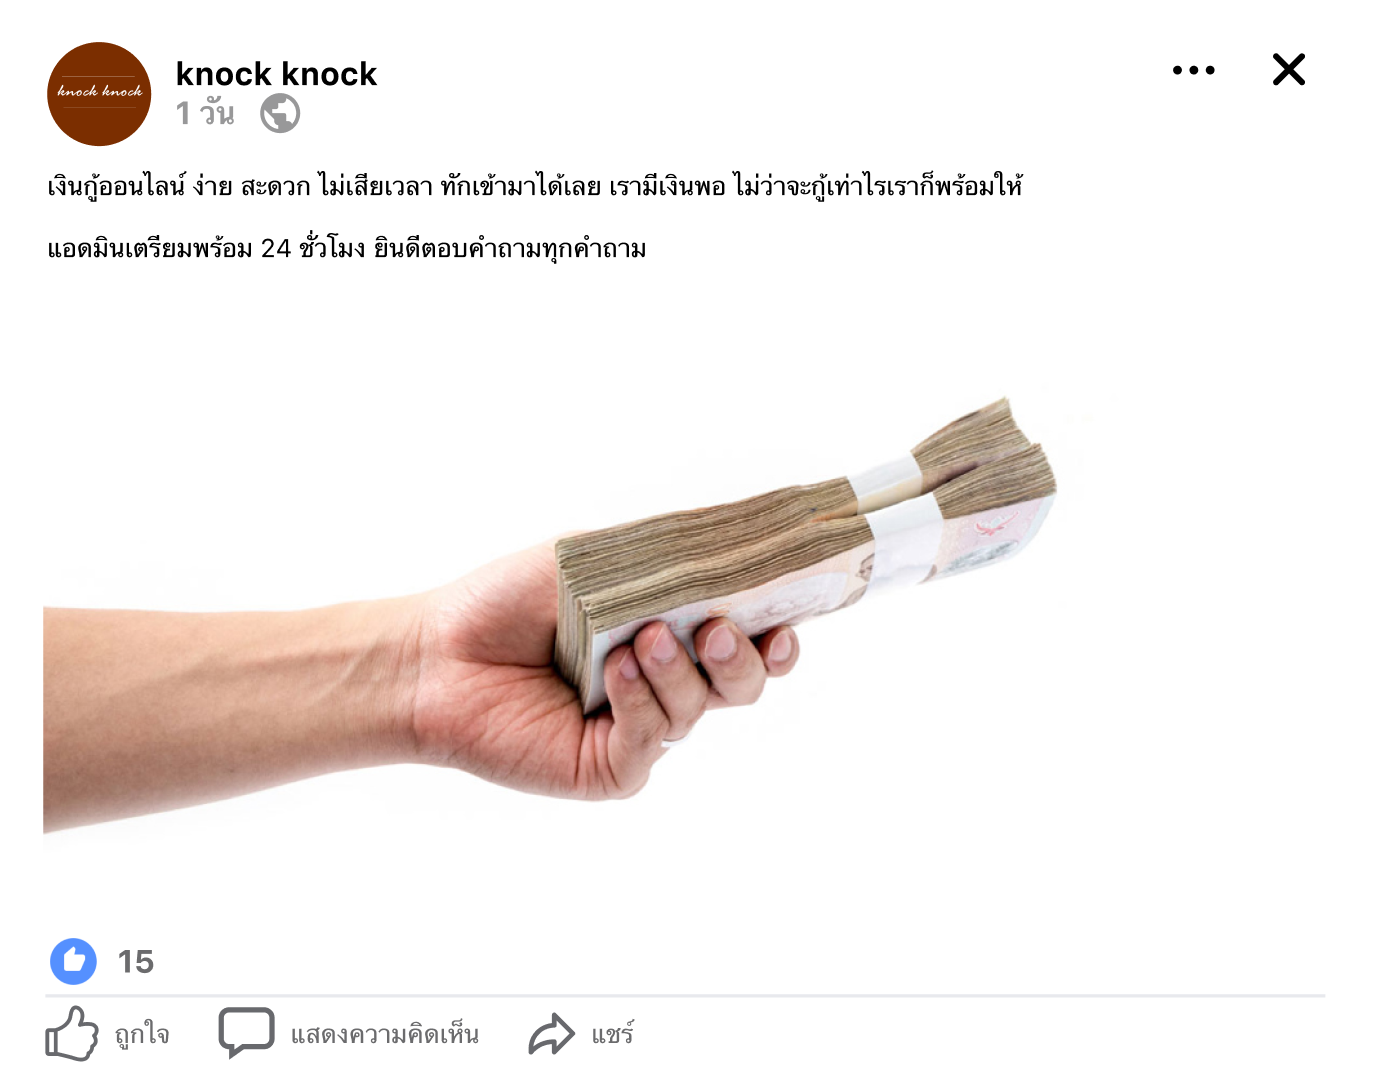 knock knock
knock knock
1 วัน
เงินกู้ออนไลน์ ง่าย สะดวก ไม่เสียเวลา ทักเข้ามาได้เลย เรามีเงินพอ ไม่ว่าจะกู้เท่าไรเราก็พร้อมให้
แอดมินเตรียมพร้อม 24 ชั่วโมง ยินดีตอบคำถามทุกคำถาม
15
ถูกใจ
แสดงความคิดเห็น
แชร์